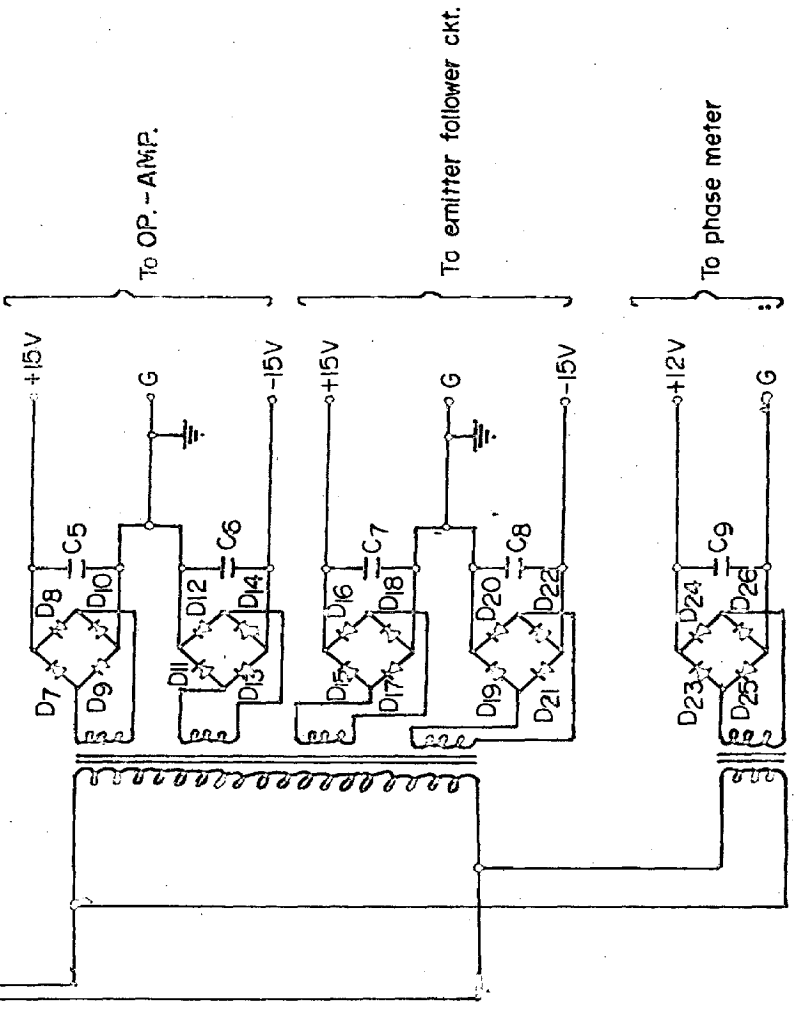 To OP.-AMP.
To emitter follower ckt.
To phase meter
+15V
G
-15V
+15V
G
-15V
+12V
G
C5
C6
C7
C8
C9
D7
D8
D9
D10
D11
D12
D13
D14
D15
D16
D17
D18
D19
D20
D21
D22
D23
D24
D25
D26